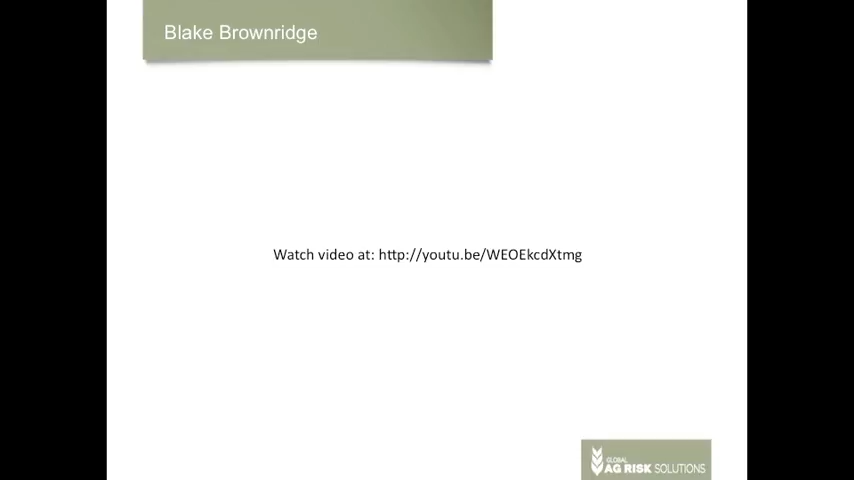 Blake Brownridge
Watch video at: http://youtu.be/WEOEkcdXtmg
GLOBAL
AG RISK SOLUTIONS